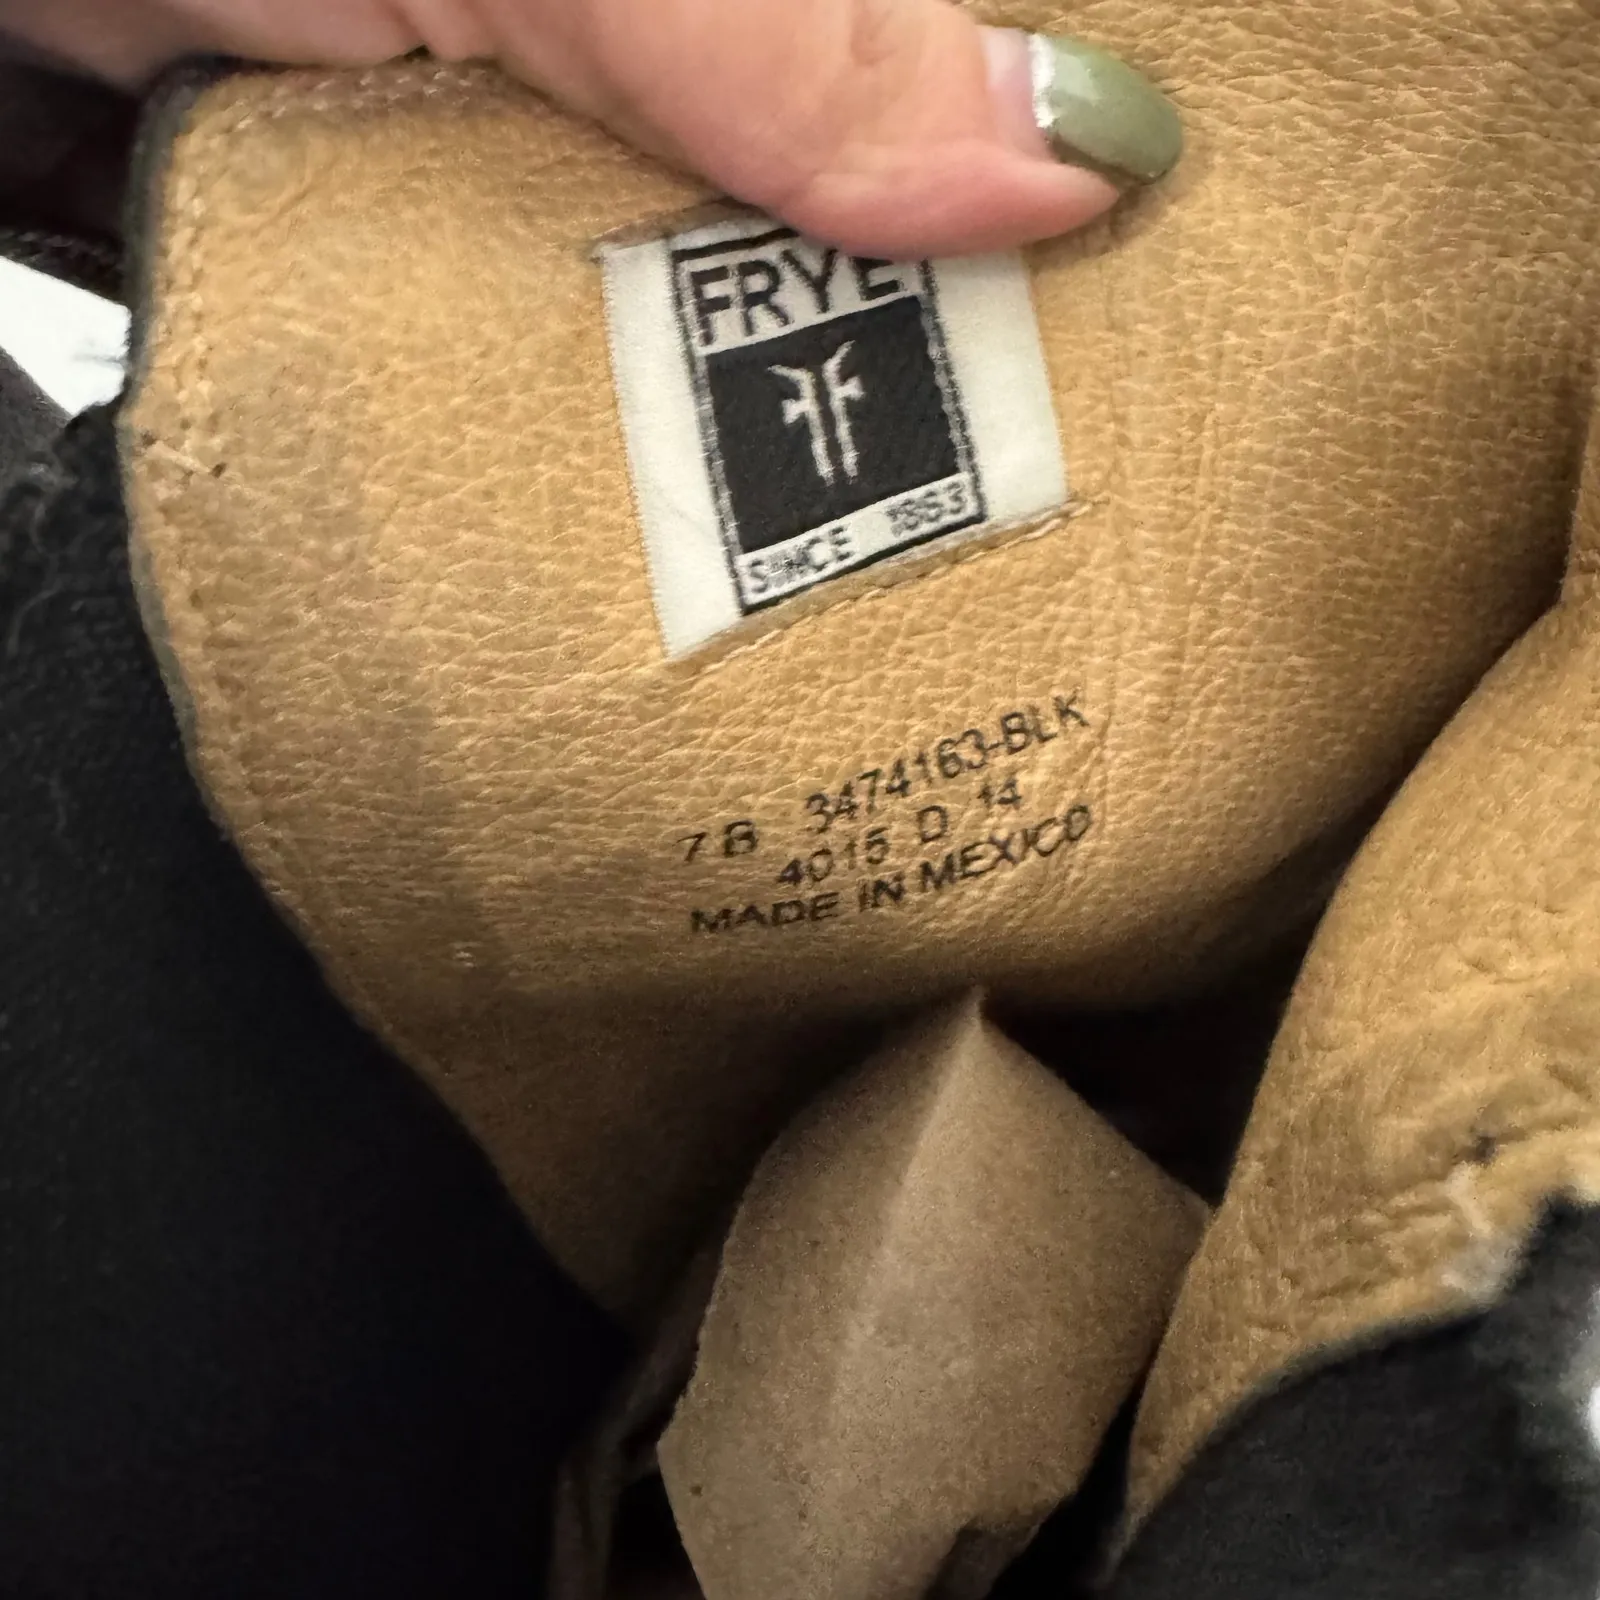 FRYE
SINCE 1863
7 B 3474163-BLK
4015 D 14
MADE IN MEXICO